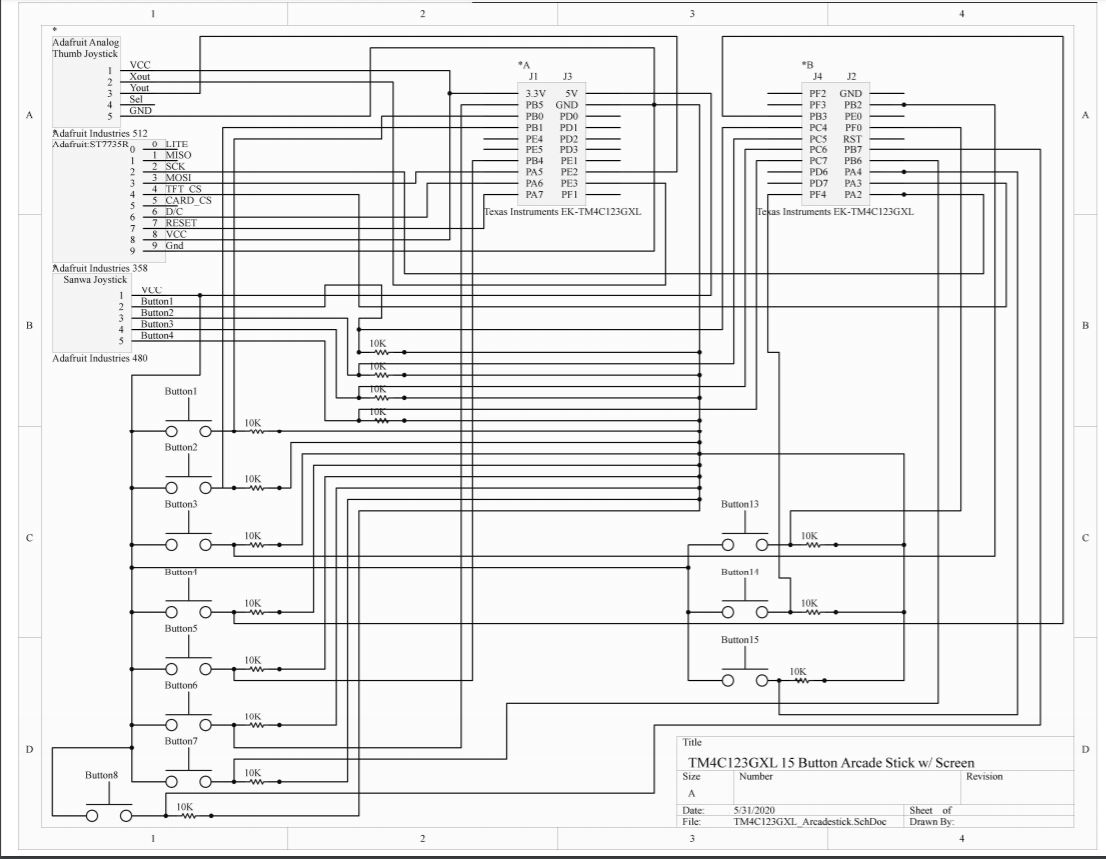 1 2 3 4
*
Adafruit Analog
Thumb Joystick
1 VCC
2 Xout
3 Yout
4 Sel
5 GND
Adafruit Industries 512
*
Adafruit:ST7735R
0 0 LITE
1 1 MISO
2 2 SCK
3 3 MOSI
4 4 TFT_CS
5 5 CARD_CS
6 6 D/C
7 7 RESET
8 8 VCC
9 9 Gnd
Adafruit Industries 358
*
Sanwa Joystick
1 VCC
2 Button1
3 Button2
4 Button3
5 Button4
Adafruit Industries 480
*A
J1 J3
3.3V 5V
PB5 GND
PB0 PD0
PB1 PD1
PE4 PD2
PE5 PD3
PB4 PE1
PA5 PE2
PA6 PE3
PA7 PF1
Texas Instruments EK-TM4C123GXL
*B
J4 J2
PF2 GND
PF3 PB2
PB3 PE0
PC4 PF0
PC5 RST
PC6 PB7
PC7 PB6
PD6 PA4
PD7 PA3
PF4 PA2
Texas Instruments EK-TM4C123GXL
A A
B B
C C
D D
10K
10K
10K
10K
Button1
10K
Button2
10K
Button3
10K
Button4
10K
Button5
10K
Button6
10K
Button7
10K
Button8
10K
Button13
10K
Button14
10K
Button15
10K
Title
TM4C123GXL 15 Button Arcade Stick w/ Screen
Size Number Revision
A
Date: 5/31/2020 Sheet of
File: TM4C123GXL_Arcadestick.SchDoc Drawn By:
1 2 3 4